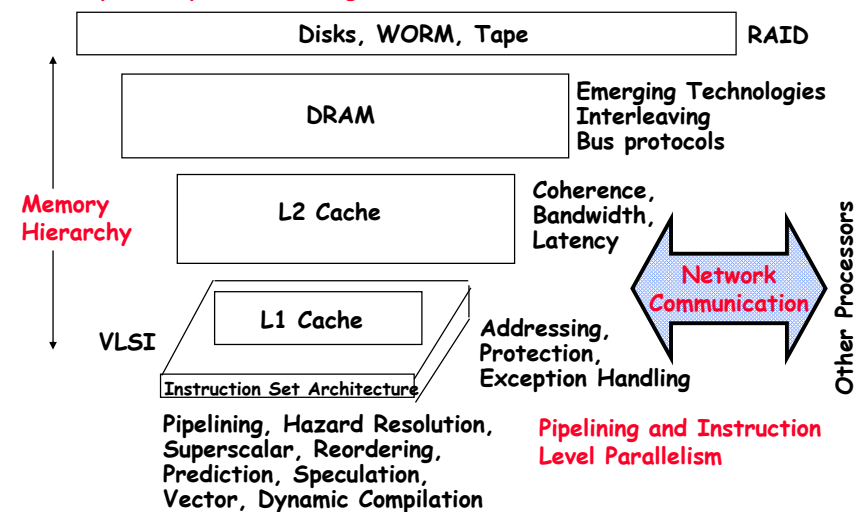 Disks, WORM, Tape
RAID
DRAM
Emerging Technologies
Interleaving
Bus protocols
Memory
Hierarchy
L2 Cache
Coherence,
Bandwidth,
Latency
Network
Communication
Other Processors
L1 Cache
VLSI
Addressing,
Protection,
Exception Handling
Instruction Set Architecture
Pipelining, Hazard Resolution,
Superscalar, Reordering,
Prediction, Speculation,
Vector, Dynamic Compilation
Pipelining and Instruction
Level Parallelism